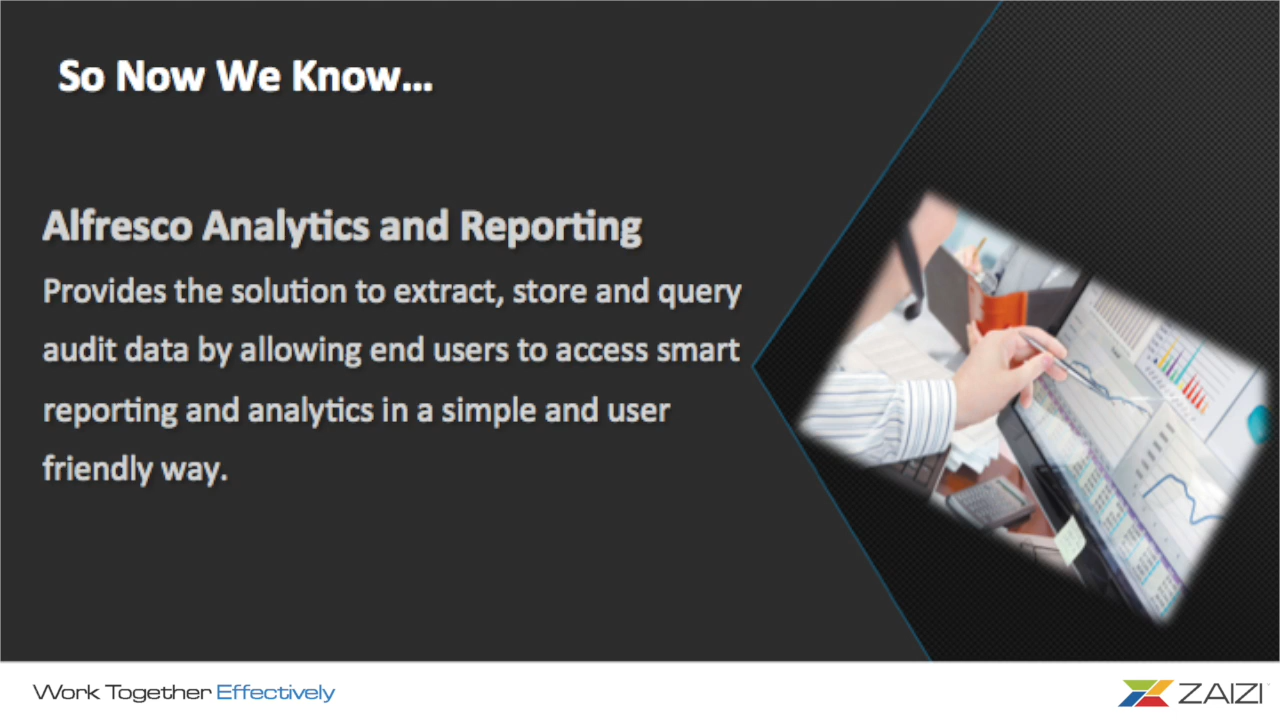 So Now We Know...
Alfresco Analytics and Reporting
Provides the solution to extract, store and query
audit data by allowing end users to access smart
reporting and analytics in a simple and user
friendly way.
Work Together Effectively
ZAIZI